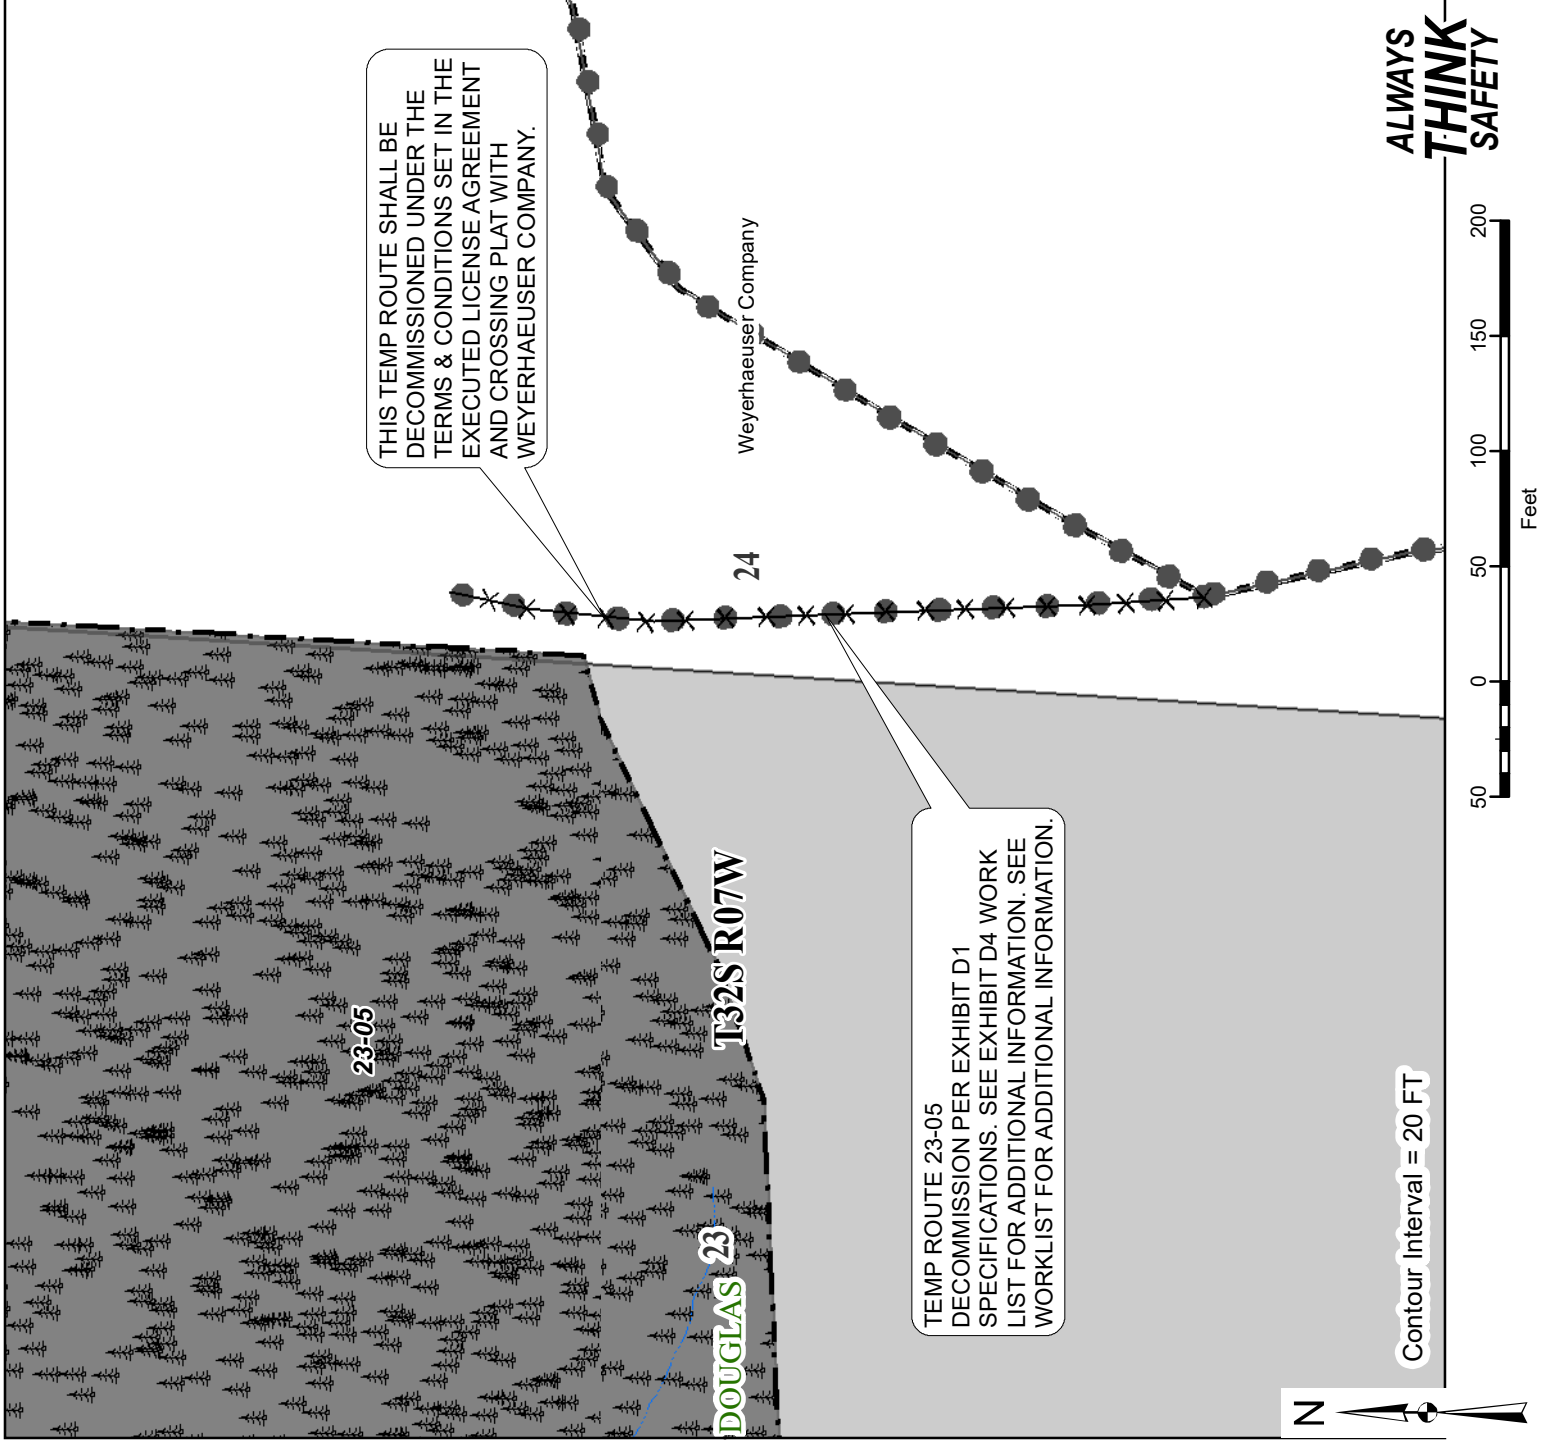 THIS TEMP ROUTE SHALL BE
DECOMMISSIONED UNDER THE
TERMS & CONDITIONS SET IN THE
EXECUTED LICENSE AGREEMENT
AND CROSSING PLAT WITH
WEYERHAEUSER COMPANY.
23-05
DOUGLAS 23
T32S R07W
24
Weyerhaeuser Company
TEMP ROUTE 23-05
DECOMMISSION PER EXHIBIT D1
SPECIFICATIONS. SEE EXHIBIT D4 WORK
LIST FOR ADDITIONAL INFORMATION. SEE
WORKLIST FOR ADDITIONAL INFORMATION.
Contour Interval = 20 FT
ALWAYS
THINK
SAFETY
N
50 0 50 100 150 200
Feet